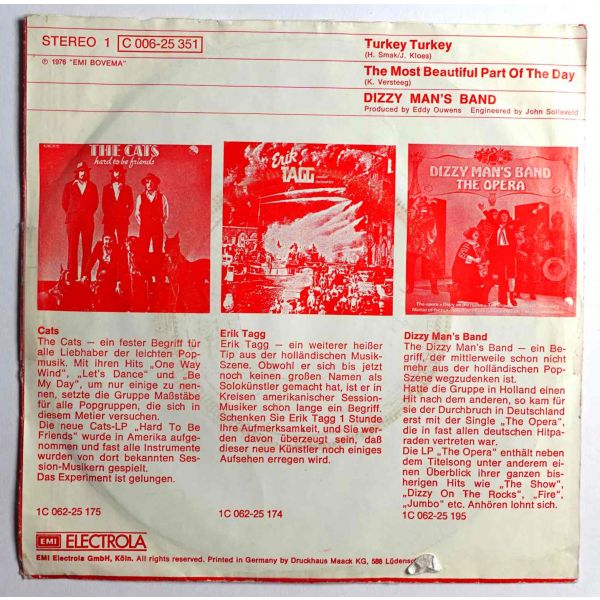 STEREO 1 C 006-25 351
℗ 1976 "EMI BOVEMA"
Turkey Turkey
(H. Smak/J. Kloes)
The Most Beautiful Part Of The Day
(K. Versteeg)
DIZZY MAN'S BAND
Produced by Eddy Ouwens Engineered by John Sollleveld
THE CATS
hard to be friends
Erik
TAGG
DIZZY MAN'S BAND
THE OPERA
Cats
The Cats — ein fester Begriff für
alle Liebhaber der leichten Pop-
musik. Mit ihren Hits „One Way
Wind", „Let's Dance" und „Be
My Day", um nur einige zu nen-
nen, setzte die Gruppe Maßstäbe
für alle Popgruppen, die sich in
diesem Metier versuchen.
Die neue Cats-LP „Hard To Be
Friends" wurde in Amerika aufge-
nommen und fast alle Instrumente
wurden von dort bekannten Ses-
sion-Musikern gespielt.
Das Experiment ist gelungen.
1C 062-25 175
Erik Tagg
Erik Tagg — ein weiterer heißer
Tip aus der holländischen Musik-
Szene. Obwohl er sich bis jetzt
noch keinen großen Namen als
Solokünstler gemacht hat, ist er in
Kreisen amerikanischer Session-
Musiker schon lange ein Begriff.
Schenken Sie Erik Tagg 1 Stunde
Ihre Aufmerksamkeit, und Sie wer-
den davon überzeugt sein, daß
dieser neue Künstler noch einiges
Aufsehen erregen wird.
1C 062-25 174
Dizzy Man's Band
The Dizzy Man's Band — ein Be-
griff, der mittlerweile schon nicht
mehr aus der holländischen Pop-
Szene wegzudenken ist.
Hatte die Gruppe in Holland einen
Hit nach dem anderen, so kam für
sie der Durchbruch in Deutschland
erst mit der Single „The Opera",
die in fast allen deutschen Hitpa-
raden vertreten war.
Die LP „The Opera" enthält neben
dem Titelsong unter anderem ei-
nen Überblick ihrer ganzen bis-
herigen Hits wie „The Show",
„Dizzy On The Rocks", „Fire",
„Jumbo" etc. Anhören lohnt sich.
1C 062-25 195
EMI ELECTROLA
EMI Electrola GmbH, Köln. All rights reserved. Printed in Germany by Druckhaus Maack KG, 588